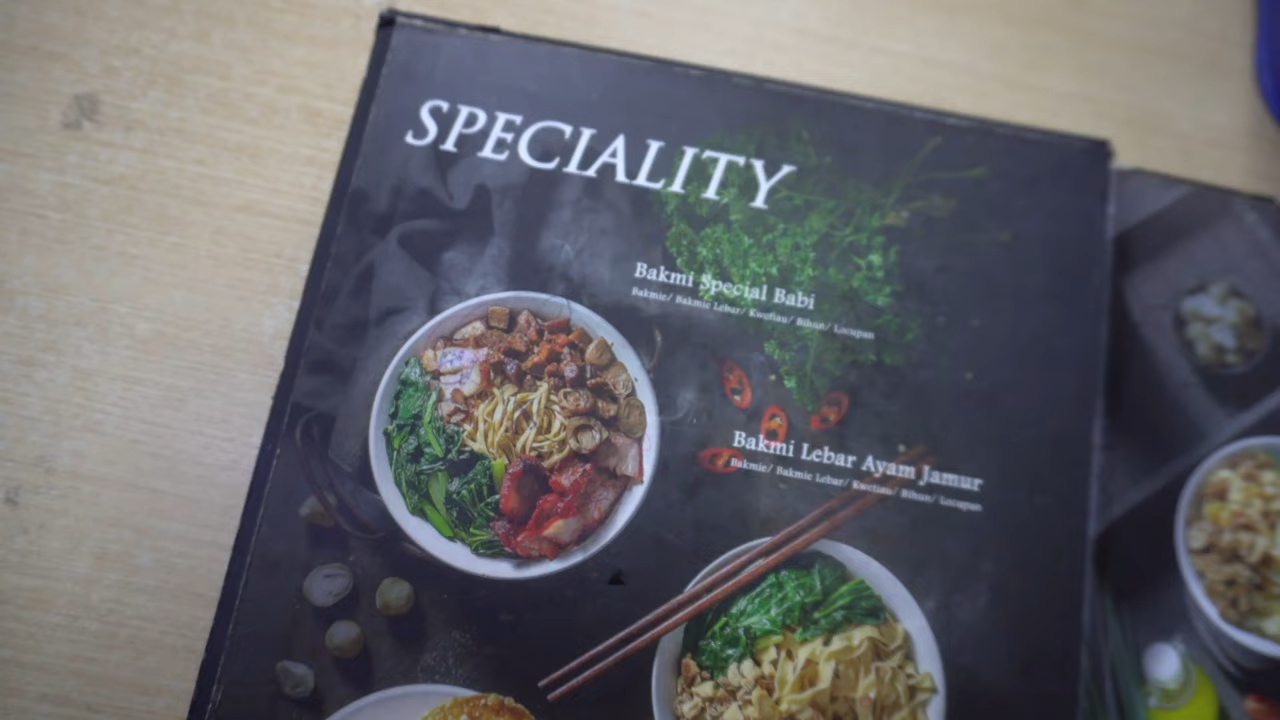 SPECIALITY
Bakmi Special Babi
Bakmie/ Bakmie Lebar/ Kwetiau/ Bihun/ Locupan
Bakmi Lebar Ayam Jamur
Bakmie/ Bakmie Lebar/ Kwetiau/ Bihun/ Locupan